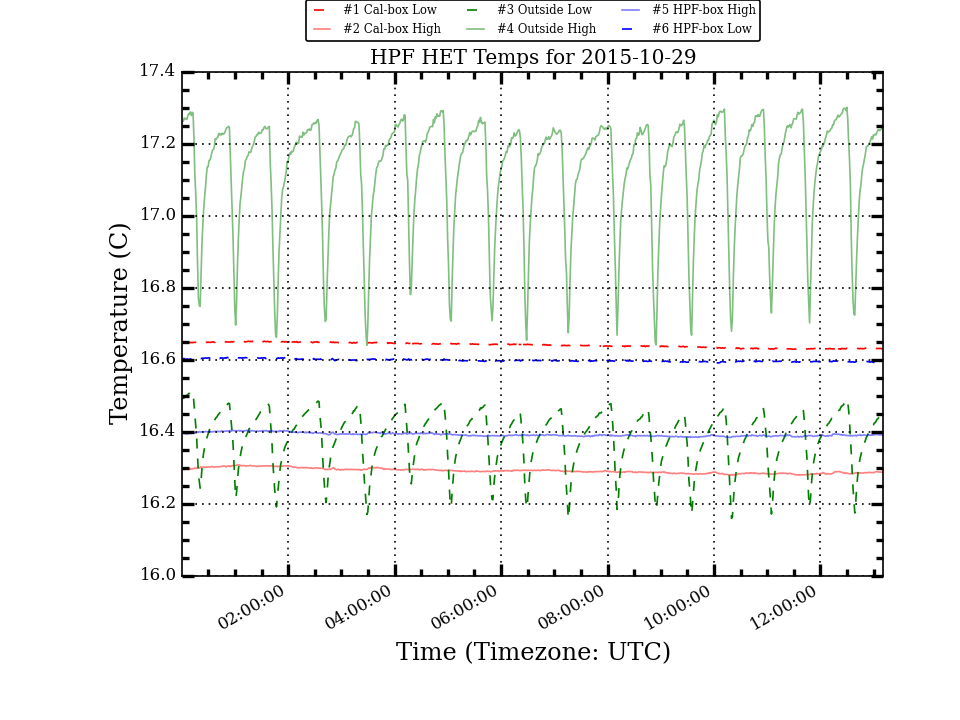 #1 Cal-box Low #3 Outside Low #5 HPF-box High
#2 Cal-box High #4 Outside High #6 HPF-box Low
HPF HET Temps for 2015-10-29
17.4
17.2
17.0
16.8
16.6
16.4
16.2
16.0
Temperature (C)
02:00:00 04:00:00 06:00:00 08:00:00 10:00:00 12:00:00
Time (Timezone: UTC)